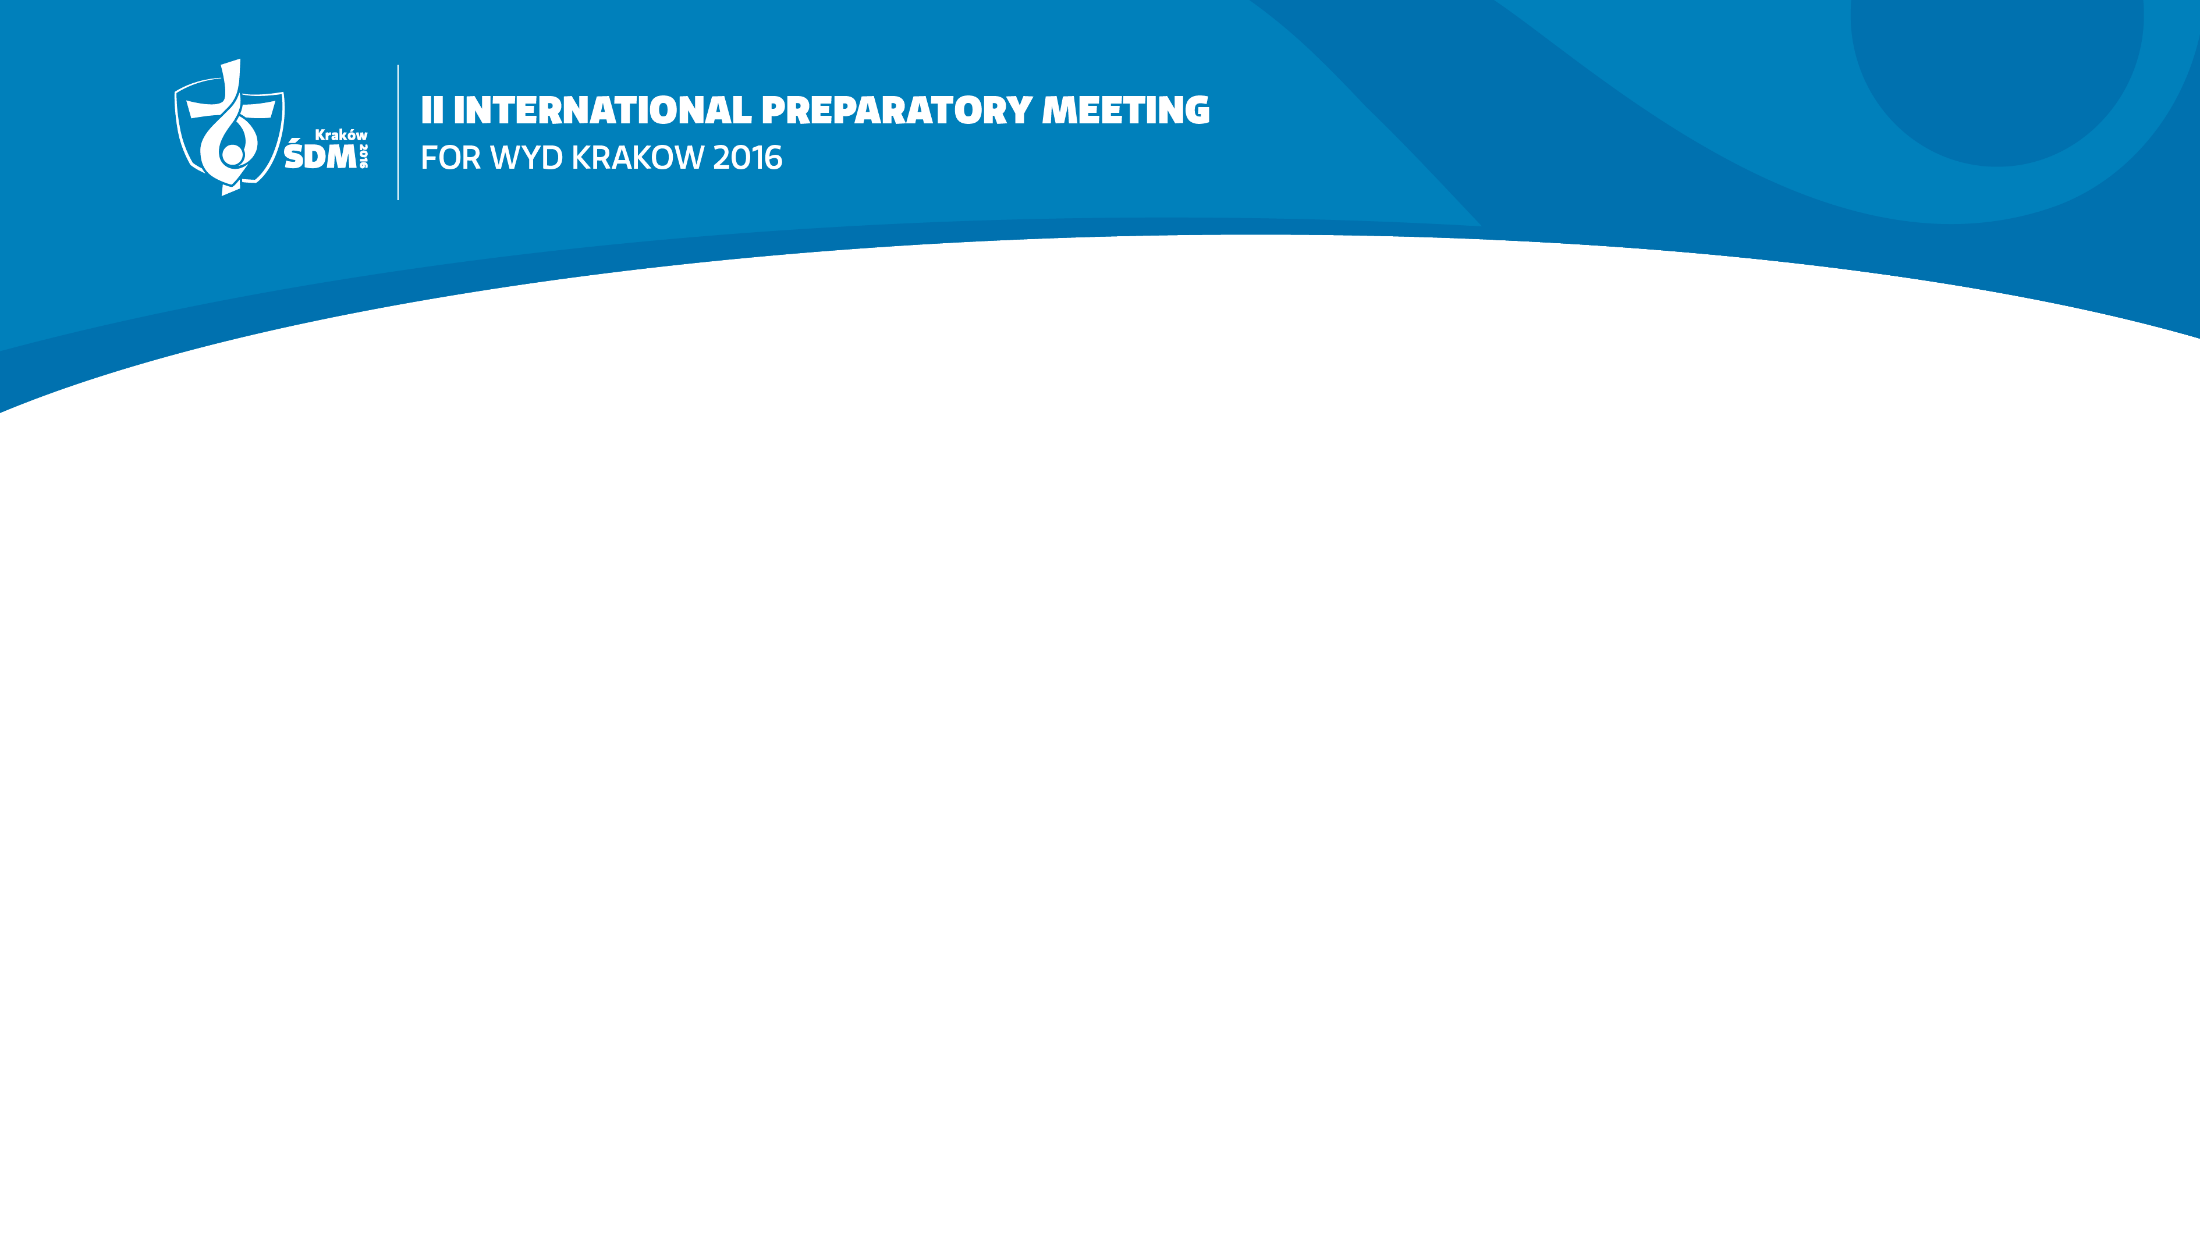 Kraków
ŚDM 2016
II INTERNATIONAL PREPARATORY MEETING
FOR WYD KRAKOW 2016